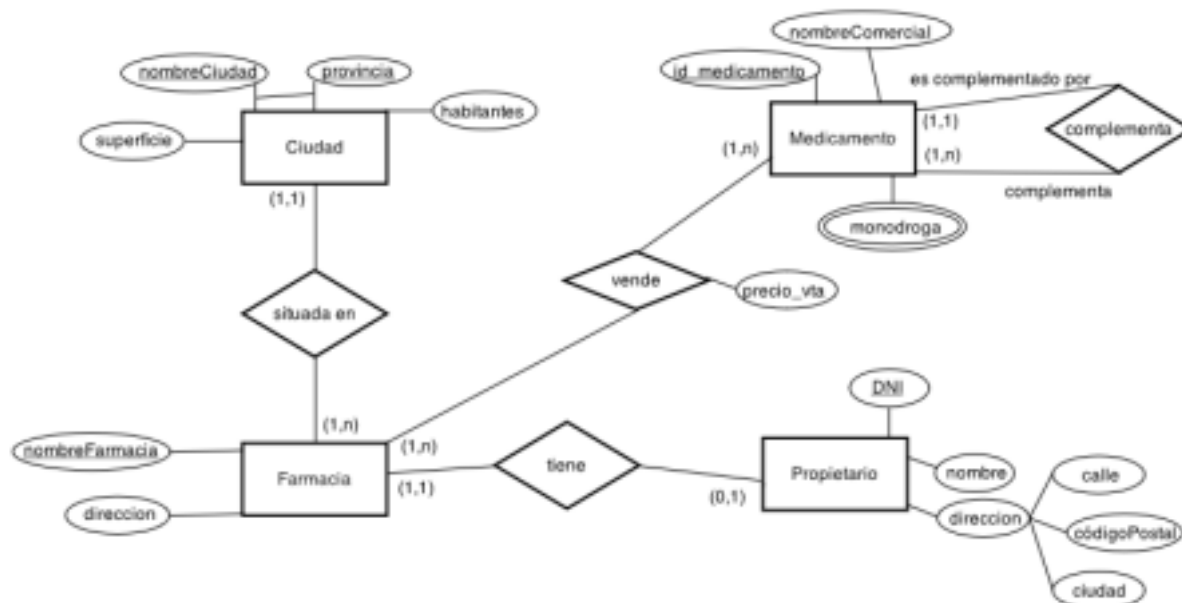 nombreComercial
nombreCiudad
provincia
id_medicamento
es complementado por
habitantes
superficie
Ciudad
(1,1)
(1,n)
Medicamento
(1,1)
(1,n)
complementa
complementa
monodroga
vende
precio_vta
situada en
DNI
(1,n)
(1,n)
nombreFarmacia
Farmacia
(1,1)
tiene
(0,1)
Propietario
nombre
calle
direccion
direccion
códigoPostal
ciudad